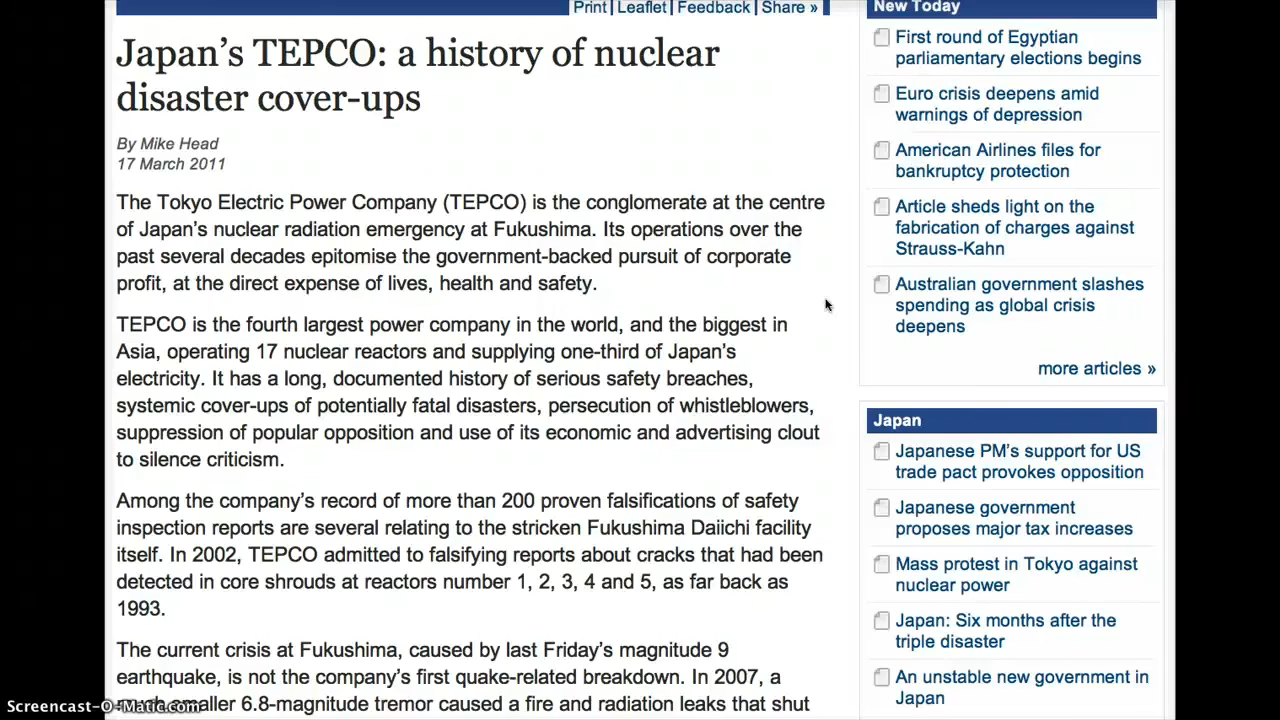 Print | Leaflet | Feedback | Share »
Japan's TEPCO: a history of nuclear
disaster cover-ups
By Mike Head
17 March 2011
The Tokyo Electric Power Company (TEPCO) is the conglomerate at the centre
of Japan's nuclear radiation emergency at Fukushima. Its operations over the
past several decades epitomise the government-backed pursuit of corporate
profit, at the direct expense of lives, health and safety.
TEPCO is the fourth largest power company in the world, and the biggest in
Asia, operating 17 nuclear reactors and supplying one-third of Japan's
electricity. It has a long, documented history of serious safety breaches,
systemic cover-ups of potentially fatal disasters, persecution of whistleblowers,
suppression of popular opposition and use of its economic and advertising clout
to silence criticism.
Among the company's record of more than 200 proven falsifications of safety
inspection reports are several relating to the stricken Fukushima Daiichi facility
itself. In 2002, TEPCO admitted to falsifying reports about cracks that had been
detected in core shrouds at reactors number 1, 2, 3, 4 and 5, as far back as
1993.
The current crisis at Fukushima, caused by last Friday's magnitude 9
earthquake, is not the company's first quake-related breakdown. In 2007, a
smaller 6.8-magnitude tremor caused a fire and radiation leaks that shut
New Today
First round of Egyptian
parliamentary elections begins
Euro crisis deepens amid
warnings of depression
American Airlines files for
bankruptcy protection
Article sheds light on the
fabrication of charges against
Strauss-Kahn
Australian government slashes
spending as global crisis
deepens
more articles »
Japan
Japanese PM's support for US
trade pact provokes opposition
Japanese government
proposes major tax increases
Mass protest in Tokyo against
nuclear power
Japan: Six months after the
triple disaster
An unstable new government in
Japan
Screencast-O-Matic.com